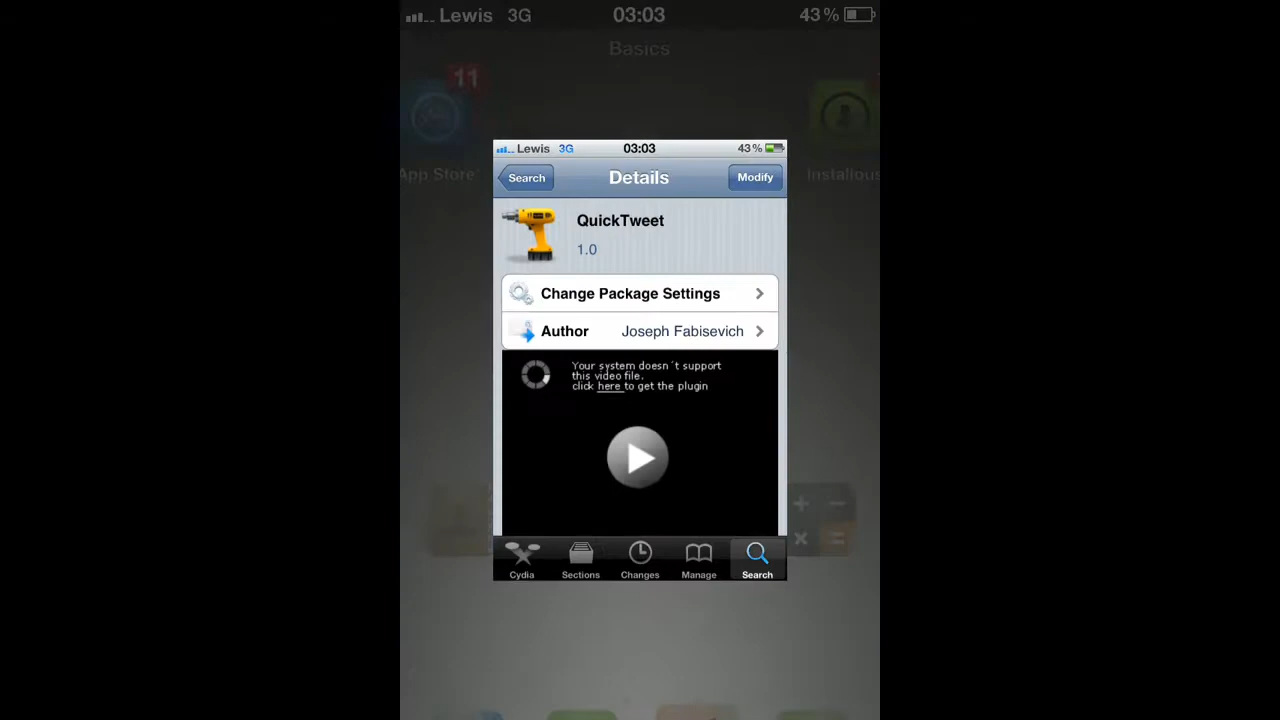 Lewis 3G 03:03 43%
Basics
11
App Store
Installous
Lewis 3G 03:03 43%
Search Details Modify
QuickTweet
1.0
Change Package Settings
Author Joseph Fabisevich
Your system doesn´t support
this video file.
click here to get the plugin
Cydia Sections Changes Manage Search